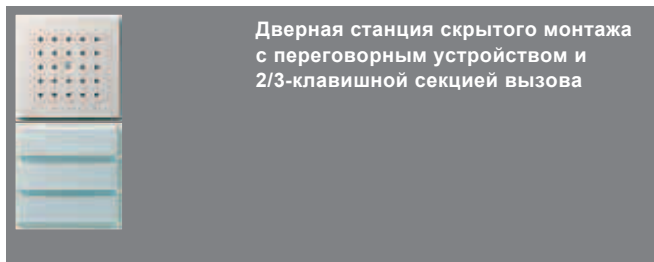 Дверная станция скрытого монтажа
с переговорным устройством и
2/3-клавишной секцией вызова